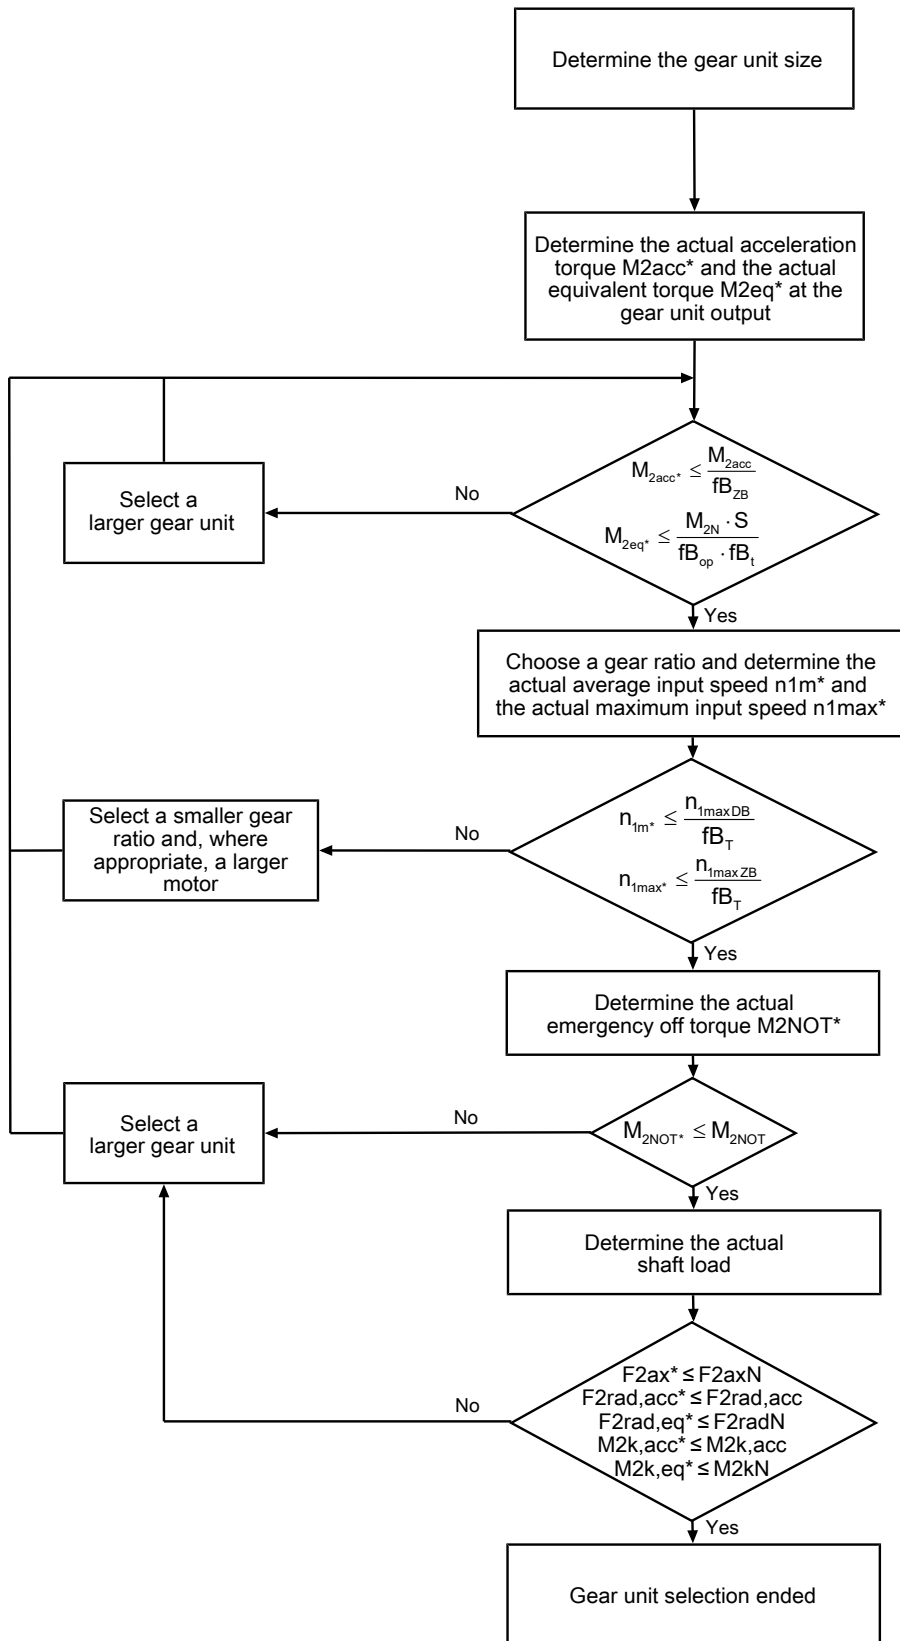 Determine the gear unit size
Determine the actual acceleration
torque M2acc* and the actual
equivalent torque M2eq* at the
gear unit output
M2acc* ≤ M2acc / fBZB
No
Select a
larger gear unit
M2eq* ≤ M2N · S / fBop · fBt
Yes
Choose a gear ratio and determine the
actual average input speed n1m* and
the actual maximum input speed n1max*
n1m* ≤ n1maxDB / fBT
No
Select a smaller gear
ratio and, where
appropriate, a larger
motor
n1max* ≤ n1maxZB / fBT
Yes
Determine the actual
emergency off torque M2NOT*
M2NOT* ≤ M2NOT
No
Select a
larger gear unit
Yes
Determine the actual
shaft load
F2ax* ≤ F2axN
F2rad,acc* ≤ F2rad,acc
F2rad,eq* ≤ F2radN
M2k,acc* ≤ M2k,acc
M2k,eq* ≤ M2kN
No
Yes
Gear unit selection ended